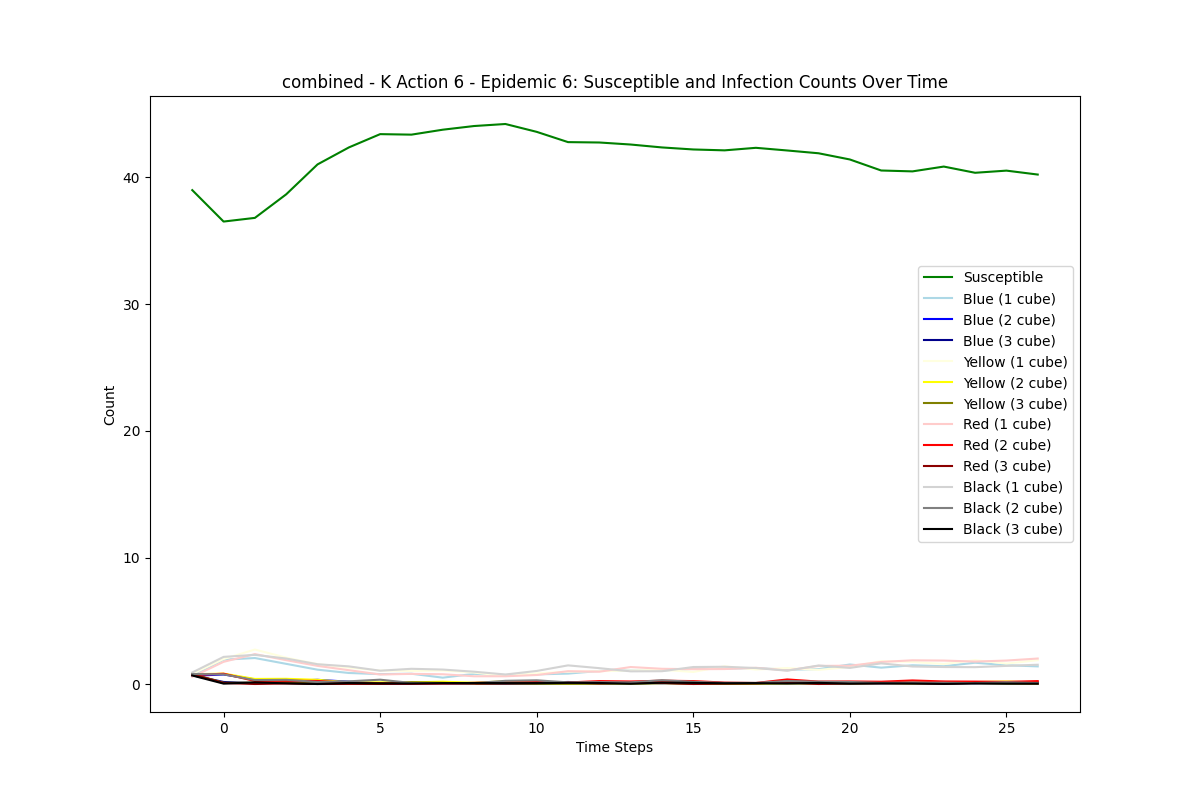 combined - K Action 6 - Epidemic 6: Susceptible and Infection Counts Over Time
40
30
20
10
0
Count
Susceptible
Blue (1 cube)
Blue (2 cube)
Blue (3 cube)
Yellow (1 cube)
Yellow (2 cube)
Yellow (3 cube)
Red (1 cube)
Red (2 cube)
Red (3 cube)
Black (1 cube)
Black (2 cube)
Black (3 cube)
0 5 10 15 20 25
Time Steps